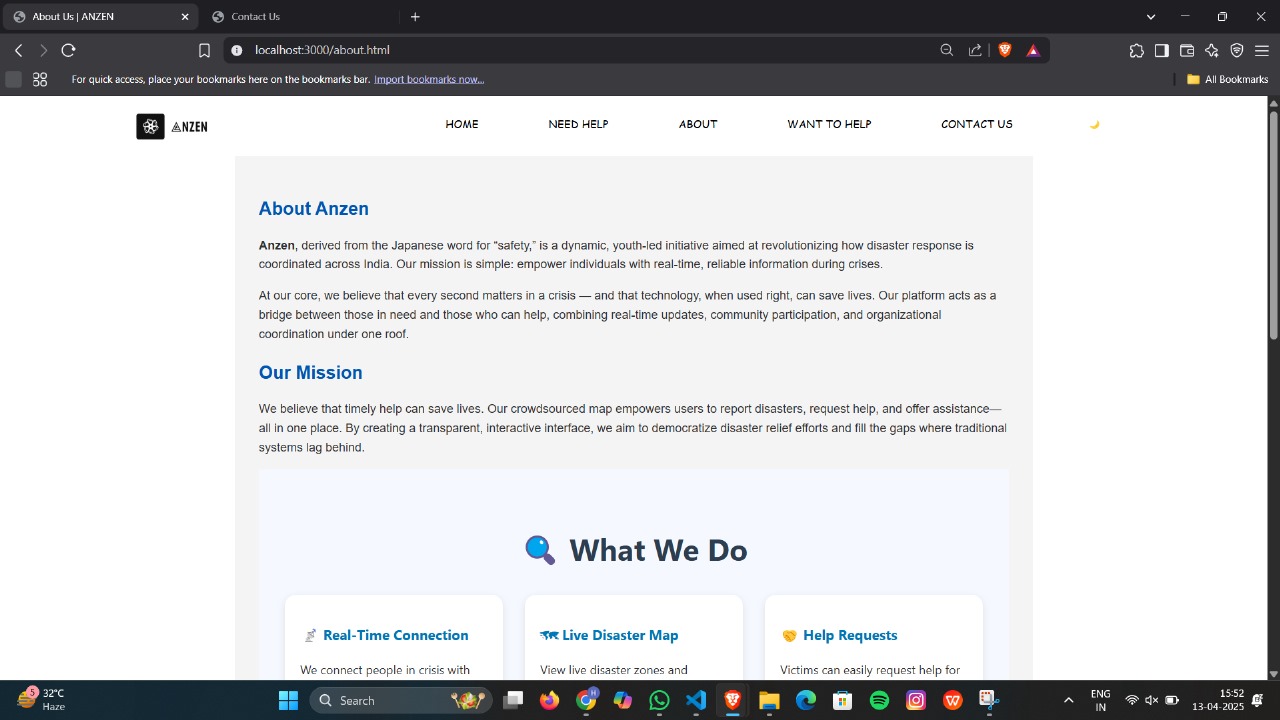 About Us | ANZEN
Contact Us
localhost:3000/about.html
For quick access, place your bookmarks here on the bookmarks bar. Import bookmarks now...
All Bookmarks
ANZEN
HOME
NEED HELP
ABOUT
WANT TO HELP
CONTACT US
About Anzen
Anzen, derived from the Japanese word for “safety,” is a dynamic, youth-led initiative aimed at revolutionizing how disaster response is
coordinated across India. Our mission is simple: empower individuals with real-time, reliable information during crises.
At our core, we believe that every second matters in a crisis — and that technology, when used right, can save lives. Our platform acts as a
bridge between those in need and those who can help, combining real-time updates, community participation, and organizational
coordination under one roof.
Our Mission
We believe that timely help can save lives. Our crowdsourced map empowers users to report disasters, request help, and offer assistance—
all in one place. By creating a transparent, interactive interface, we aim to democratize disaster relief efforts and fill the gaps where traditional
systems lag behind.
What We Do
Real-Time Connection
We connect people in crisis with
Live Disaster Map
View live disaster zones and
Help Requests
Victims can easily request help for
5
32°C
Haze
Search
H
W
ENG
IN
15:52
13-04-2025